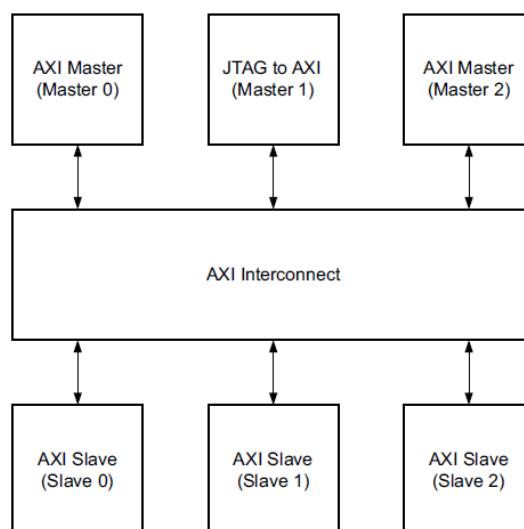 AXI Master
(Master 0)
JTAG to AXI
(Master 1)
AXI Master
(Master 2)
AXI Interconnect
AXI Slave
(Slave 0)
AXI Slave
(Slave 1)
AXI Slave
(Slave 2)